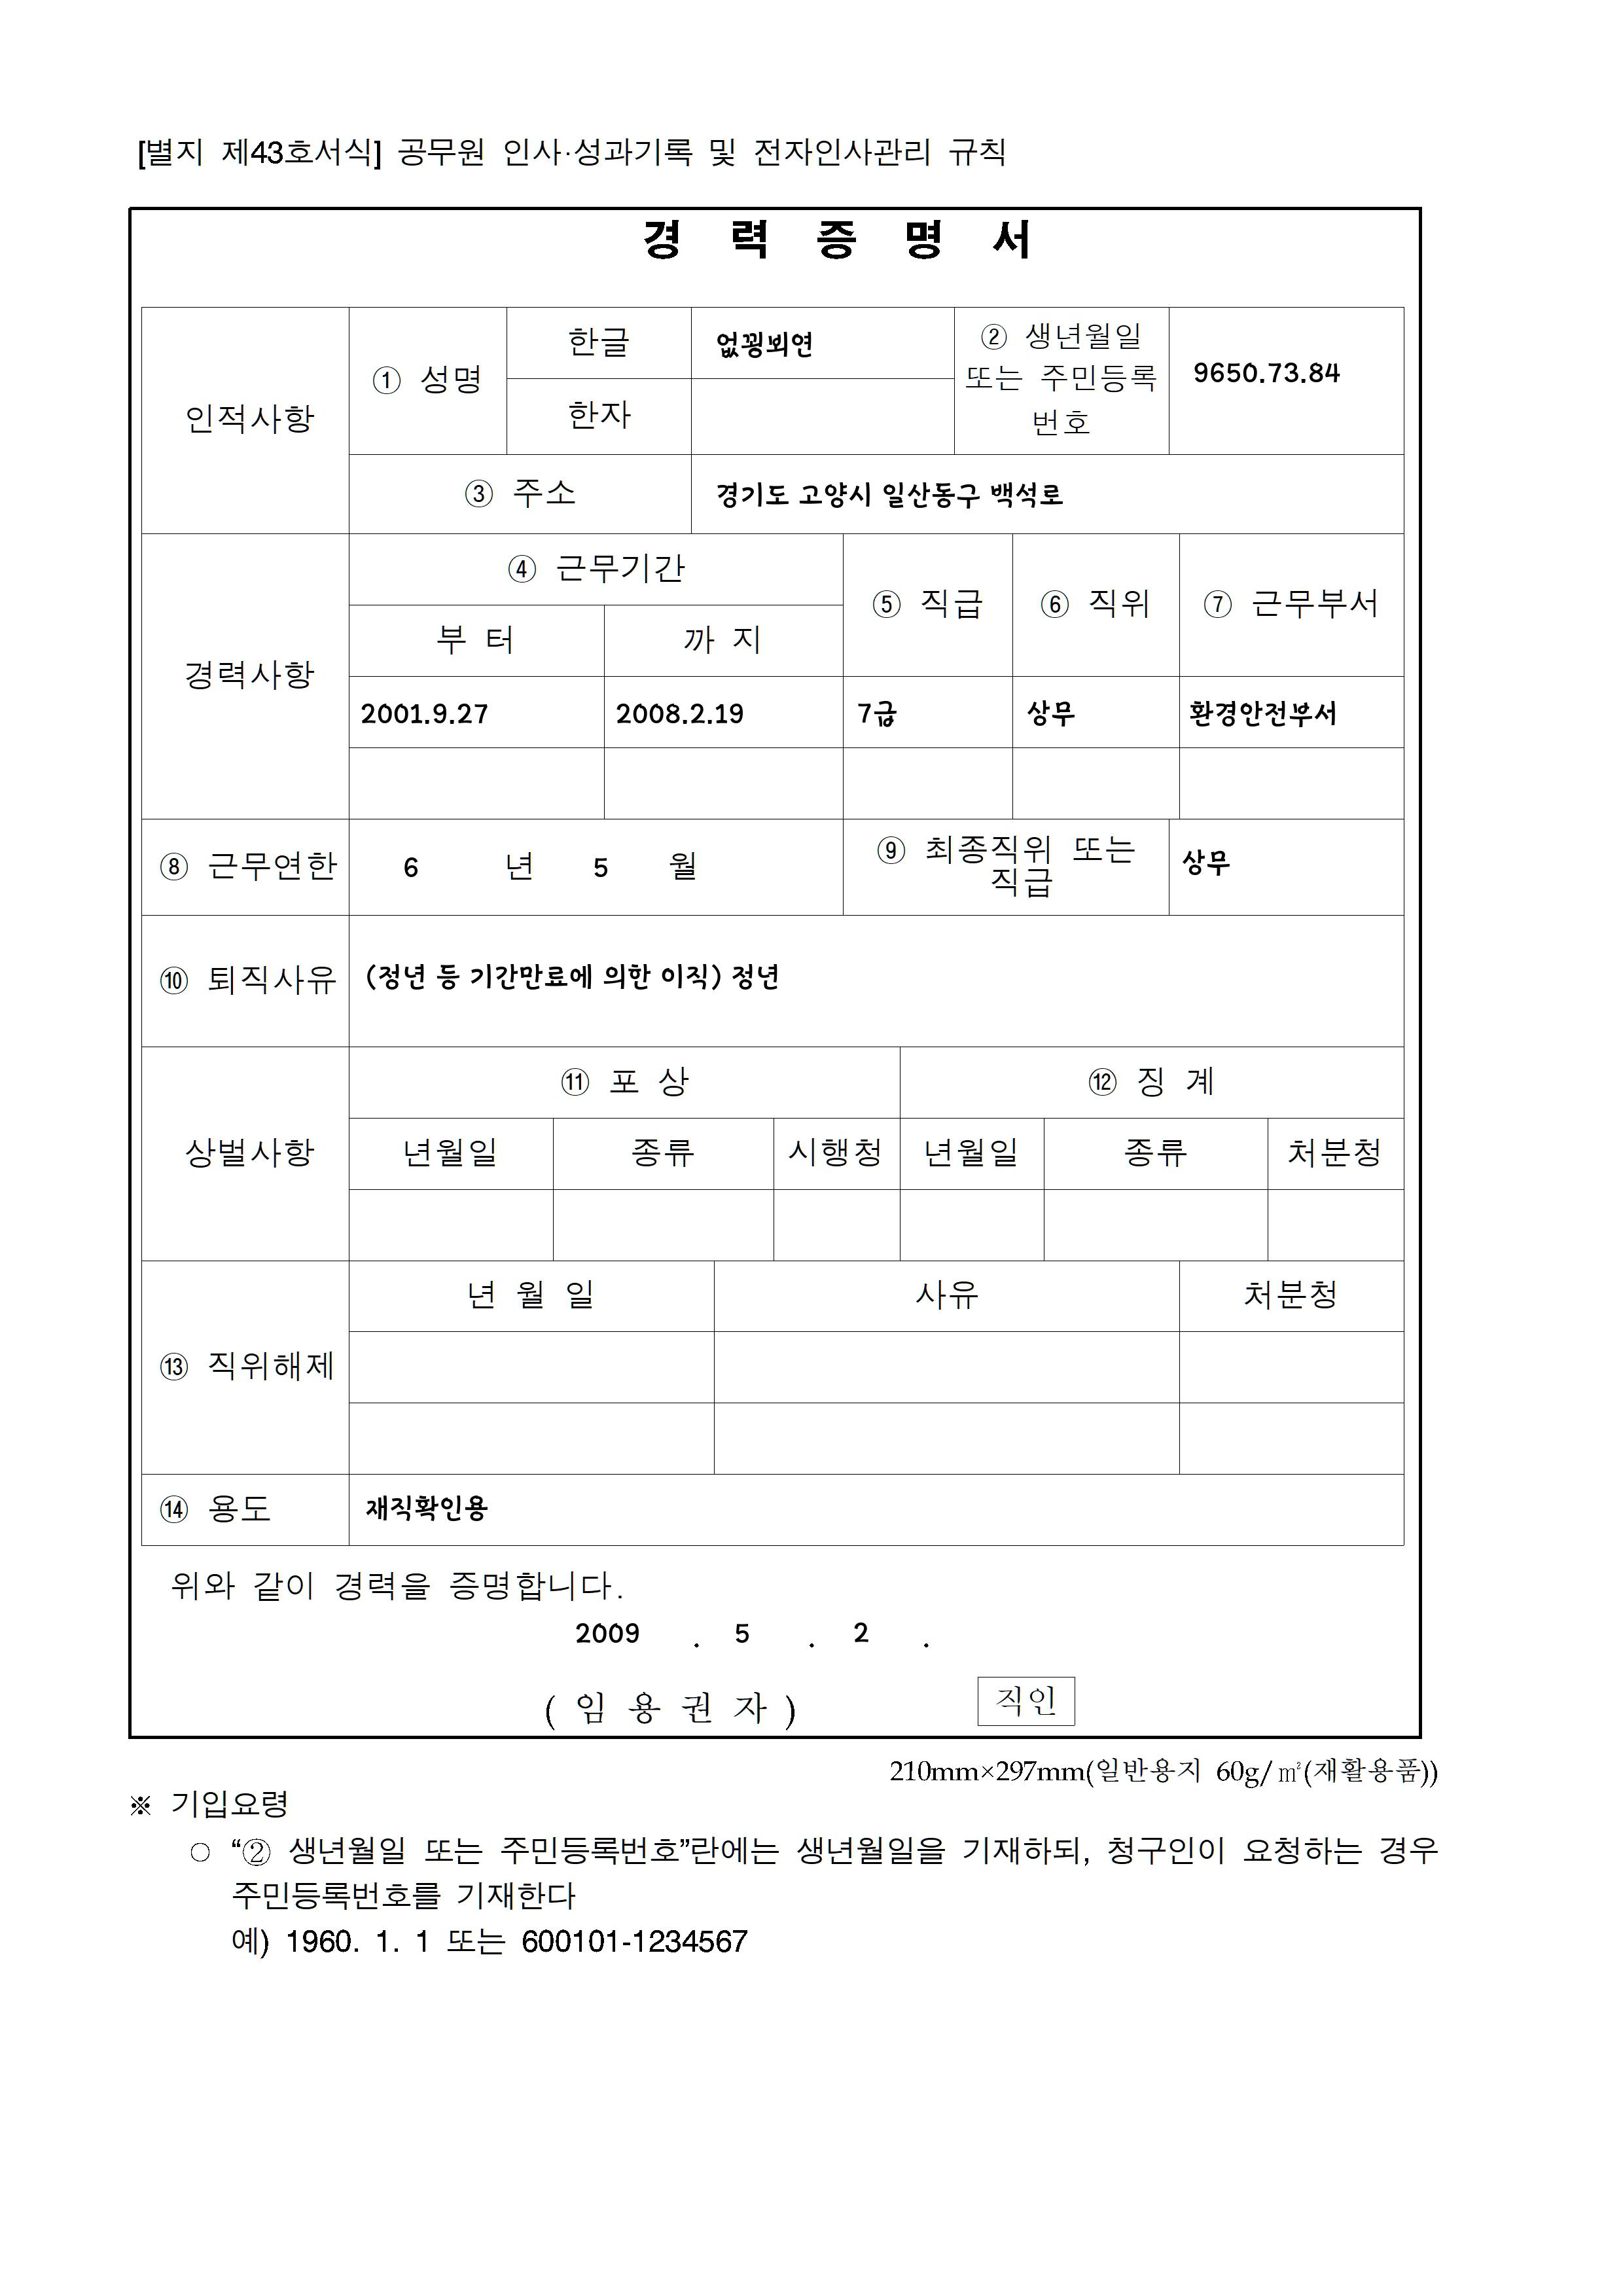 [별지 제43호서식] 공무원 인사·성과기록 및 전자인사관리 규칙
경 력 증 명 서
인적사항
① 성명
한글
없꿩뵈연
한자
② 생년월일
또는 주민등록
번호
9650.73.84
③ 주소
경기도 고양시 일산동구 백석로
경력사항
④ 근무기간
부 터
까 지
⑤ 직급
⑥ 직위
⑦ 근무부서
2001.9.27
2008.2.19
7급
상무
환경안전부서
⑧ 근무연한
6 년 5 월
⑨ 최종직위 또는
직급
상무
⑩ 퇴직사유
(정년 등 기간만료에 의한 이직) 정년
상벌사항
⑪ 포 상
⑫ 징 계
년월일
종류
시행청
년월일
종류
처분청
⑬ 직위해제
년 월 일
사유
처분청
⑭ 용도
재직확인용
위와 같이 경력을 증명합니다.
2009 . 5 . 2 .
( 임 용 권 자 )
직인
210mm×297mm(일반용지 60g/㎡(재활용품))
※ 기입요령
○ “② 생년월일 또는 주민등록번호”란에는 생년월일을 기재하되, 청구인이 요청하는 경우
주민등록번호를 기재한다
예) 1960. 1. 1 또는 600101-1234567